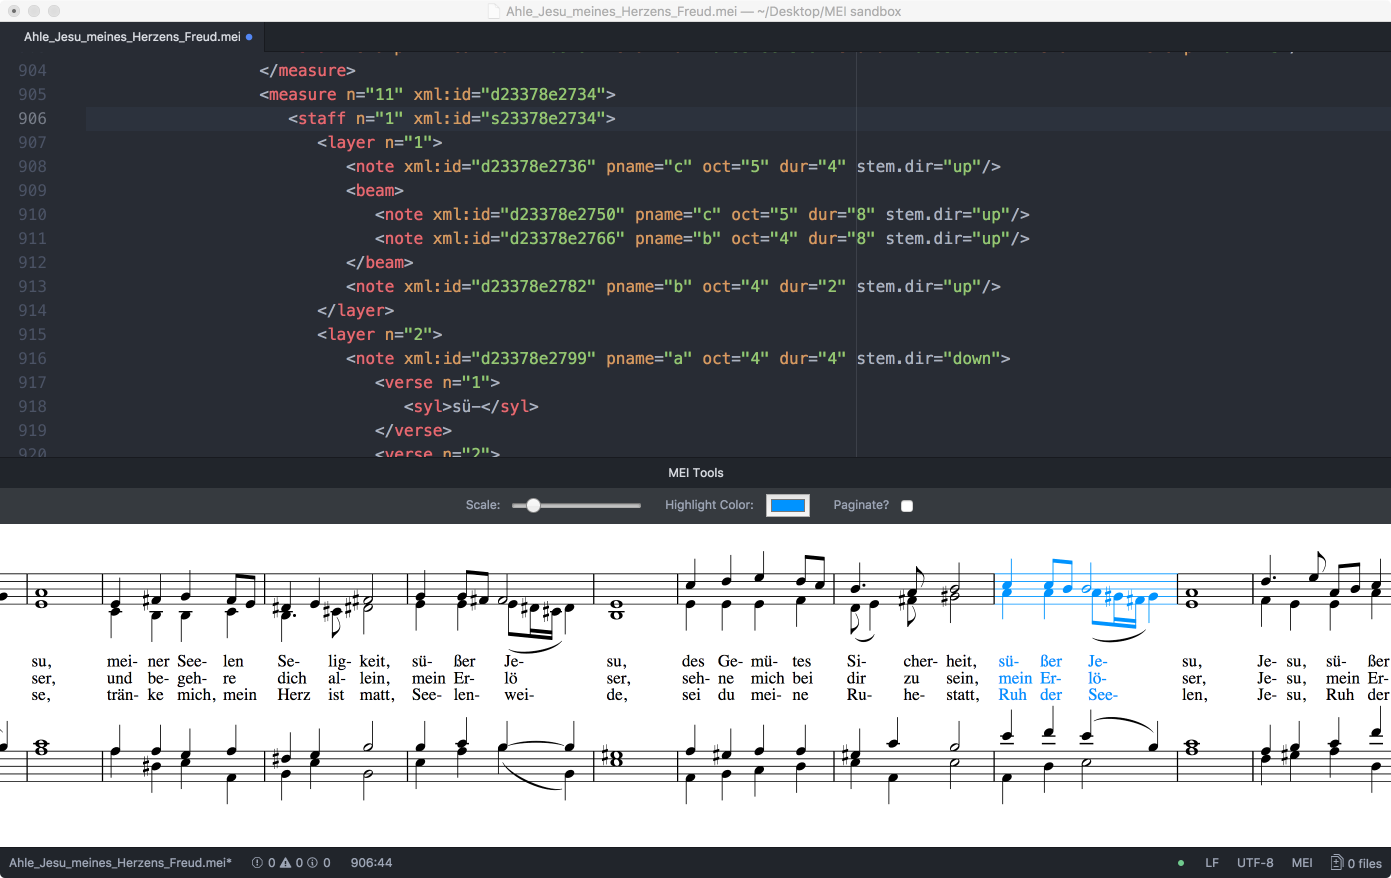 Ahle_Jesu_meines_Herzens_Freud.mei — ~/Desktop/MEI sandbox
Ahle_Jesu_meines_Herzens_Freud.mei
904 </measure>
905 <measure n="11" xml:id="d23378e2734">
906 <staff n="1" xml:id="s23378e2734">
907 <layer n="1">
908 <note xml:id="d23378e2736" pname="c" oct="5" dur="4" stem.dir="up"/>
909 <beam>
910 <note xml:id="d23378e2750" pname="c" oct="5" dur="8" stem.dir="up"/>
911 <note xml:id="d23378e2766" pname="b" oct="4" dur="8" stem.dir="up"/>
912 </beam>
913 <note xml:id="d23378e2782" pname="b" oct="4" dur="2" stem.dir="up"/>
914 </layer>
915 <layer n="2">
916 <note xml:id="d23378e2799" pname="a" oct="4" dur="4" stem.dir="down">
917 <verse n="1">
918 <syl>sü-</syl>
919 </verse>
920 <verse n="2">
MEI Tools
Scale: Highlight Color: Paginate?
su, mei- ner See- len Se- lig- keit, sü- ßer Je- su, des Ge- mü- tes Si- cher- heit, sü- ßer Je- su, Je- su, sü- ßer
ser, und be- geh- re dich al- lein, mein Er- lö ser, seh- ne mich bei dir zu sein, mein Er- lö- ser, Je- su, mein Er-
se, trän- ke mich, mein Herz ist matt, See- len- wei- de, sei du mei- ne Ru- he- statt, Ruh der See- len, Je- su, Ruh der
Ahle_Jesu_meines_Herzens_Freud.mei* 0 0 0 906:44 LF UTF-8 MEI 0 files